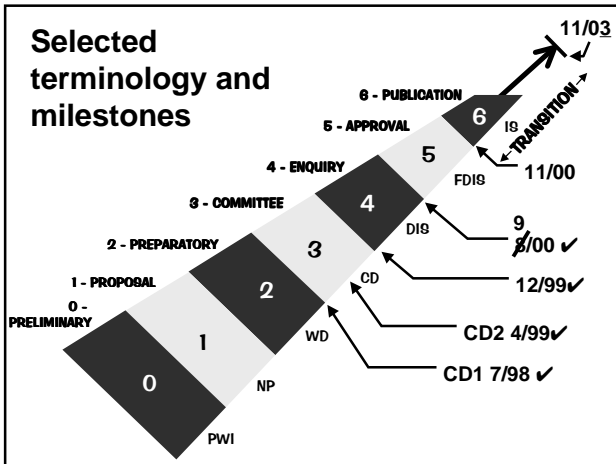 Selected
terminology and
milestones
11/03
TRANSITION
6 - PUBLICATION
6
IS
5 - APPROVAL
5
FDIS
11/00
4 - ENQUIRY
4
DIS
9
8/00 ✔
3 - COMMITTEE
3
CD
12/99✔
2 - PREPARATORY
2
WD
CD2 4/99✔
1 - PROPOSAL
1
NP
CD1 7/98 ✔
0 -
PRELIMINARY
0
PWI